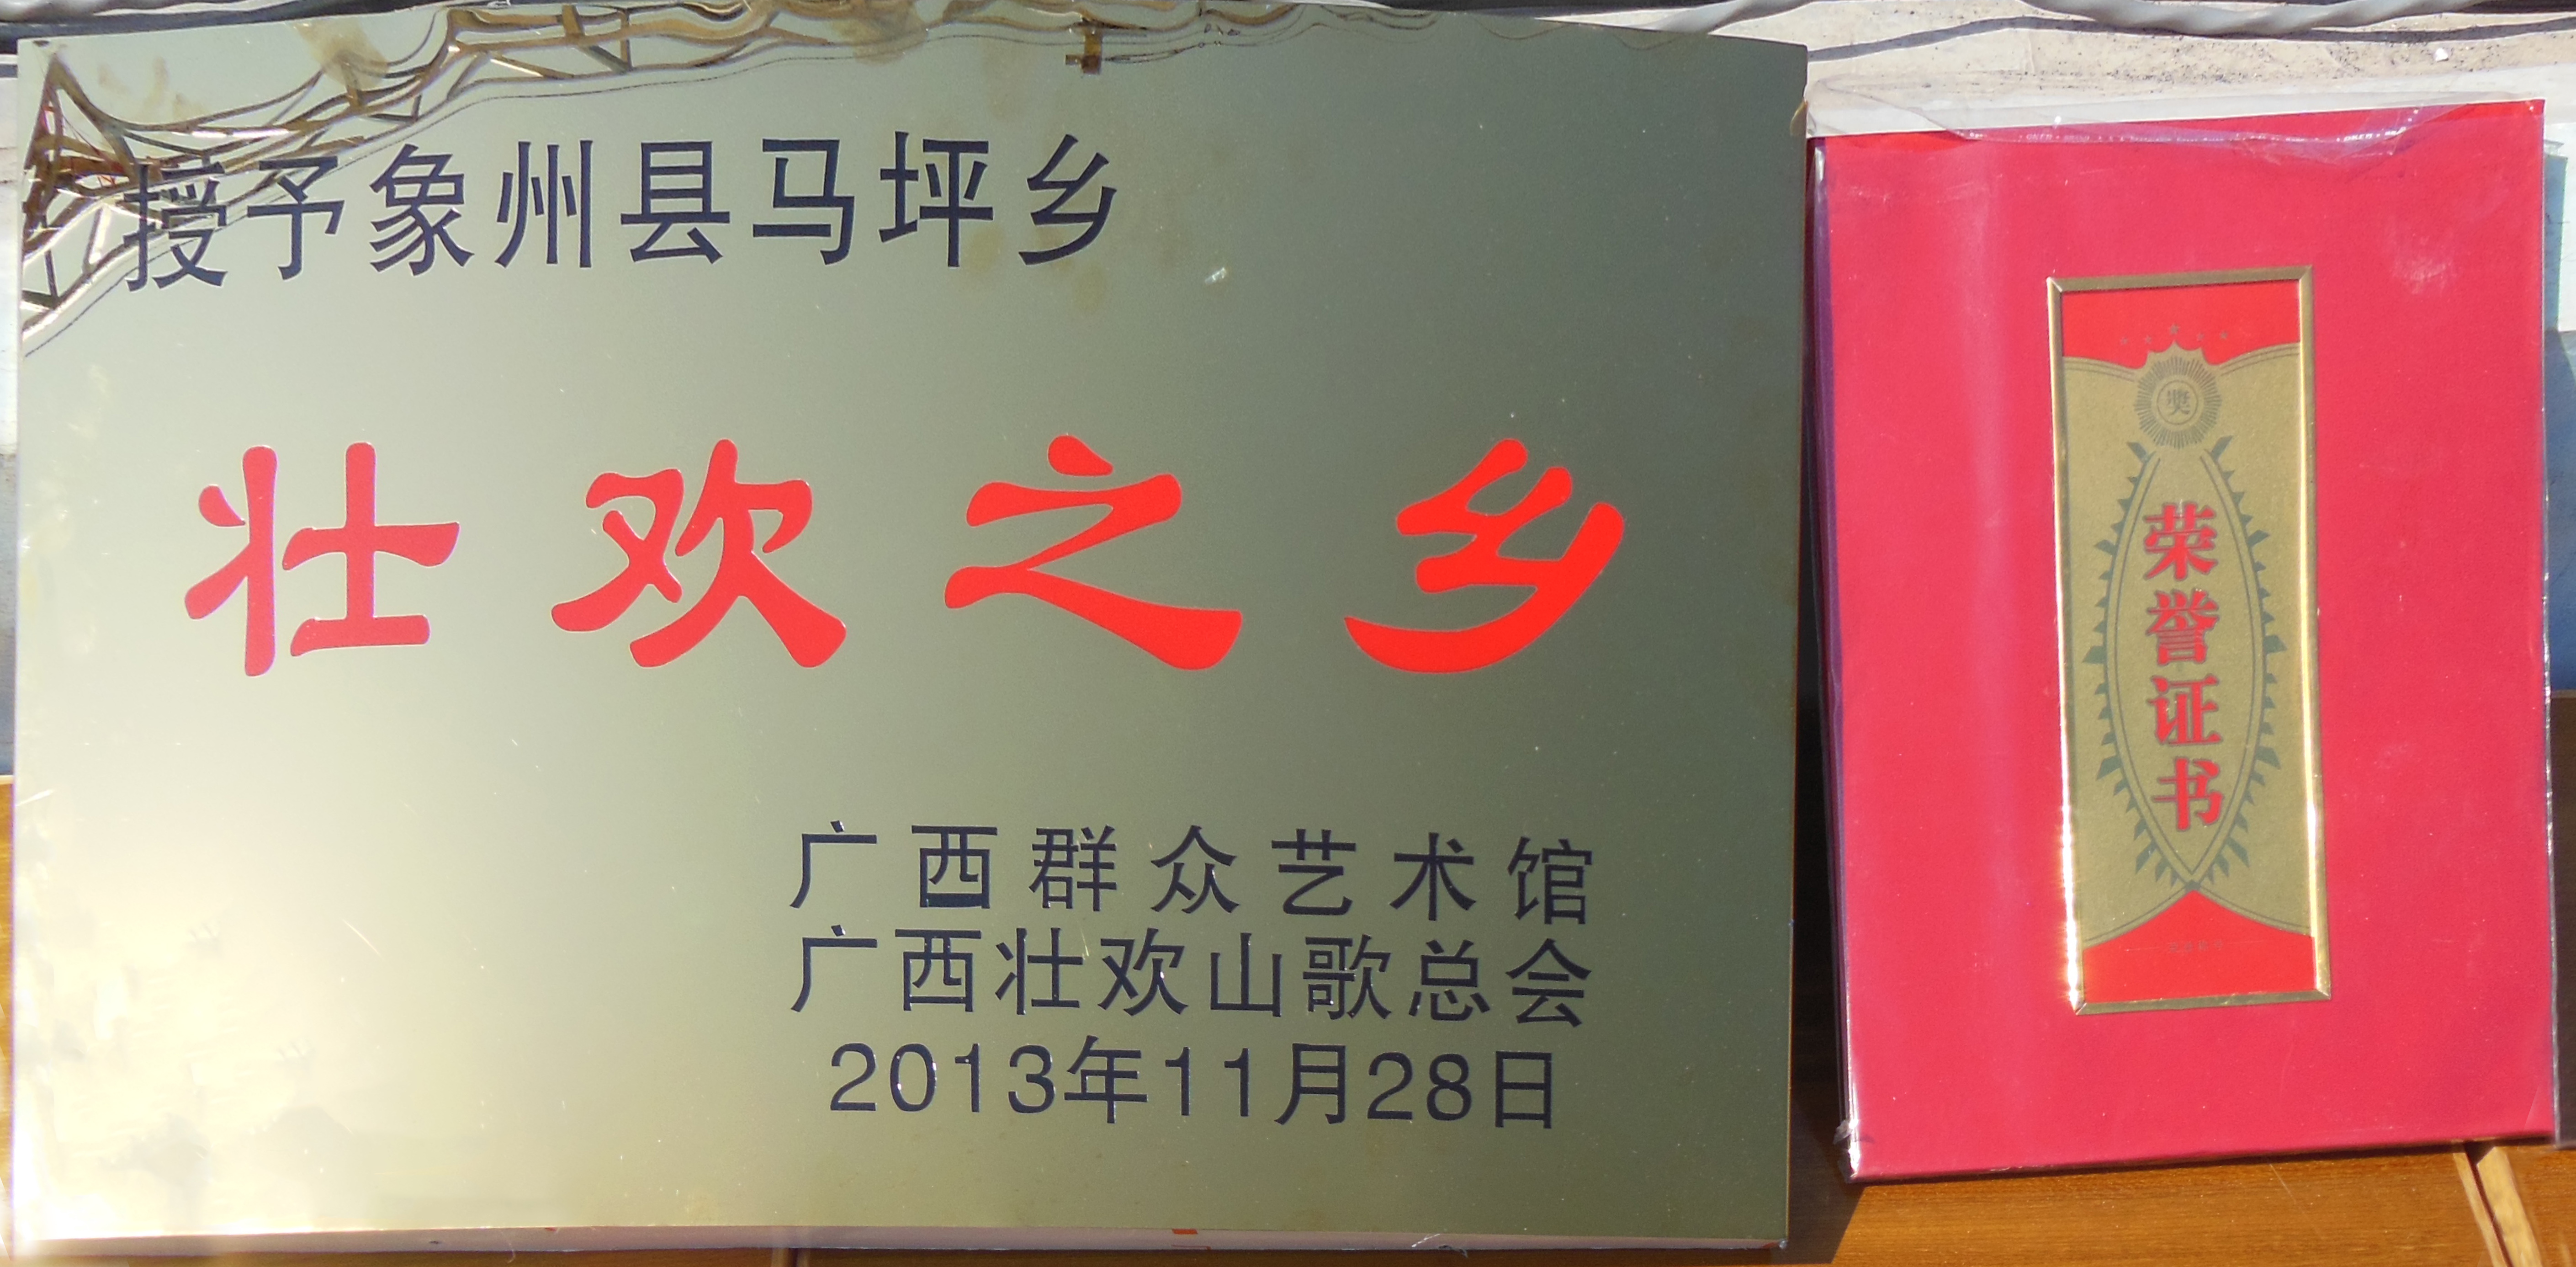 授予象州县马坪乡
壮欢之乡
广西群众艺术馆
广西壮欢山歌总会
2013年11月28日
奖
荣誉证书